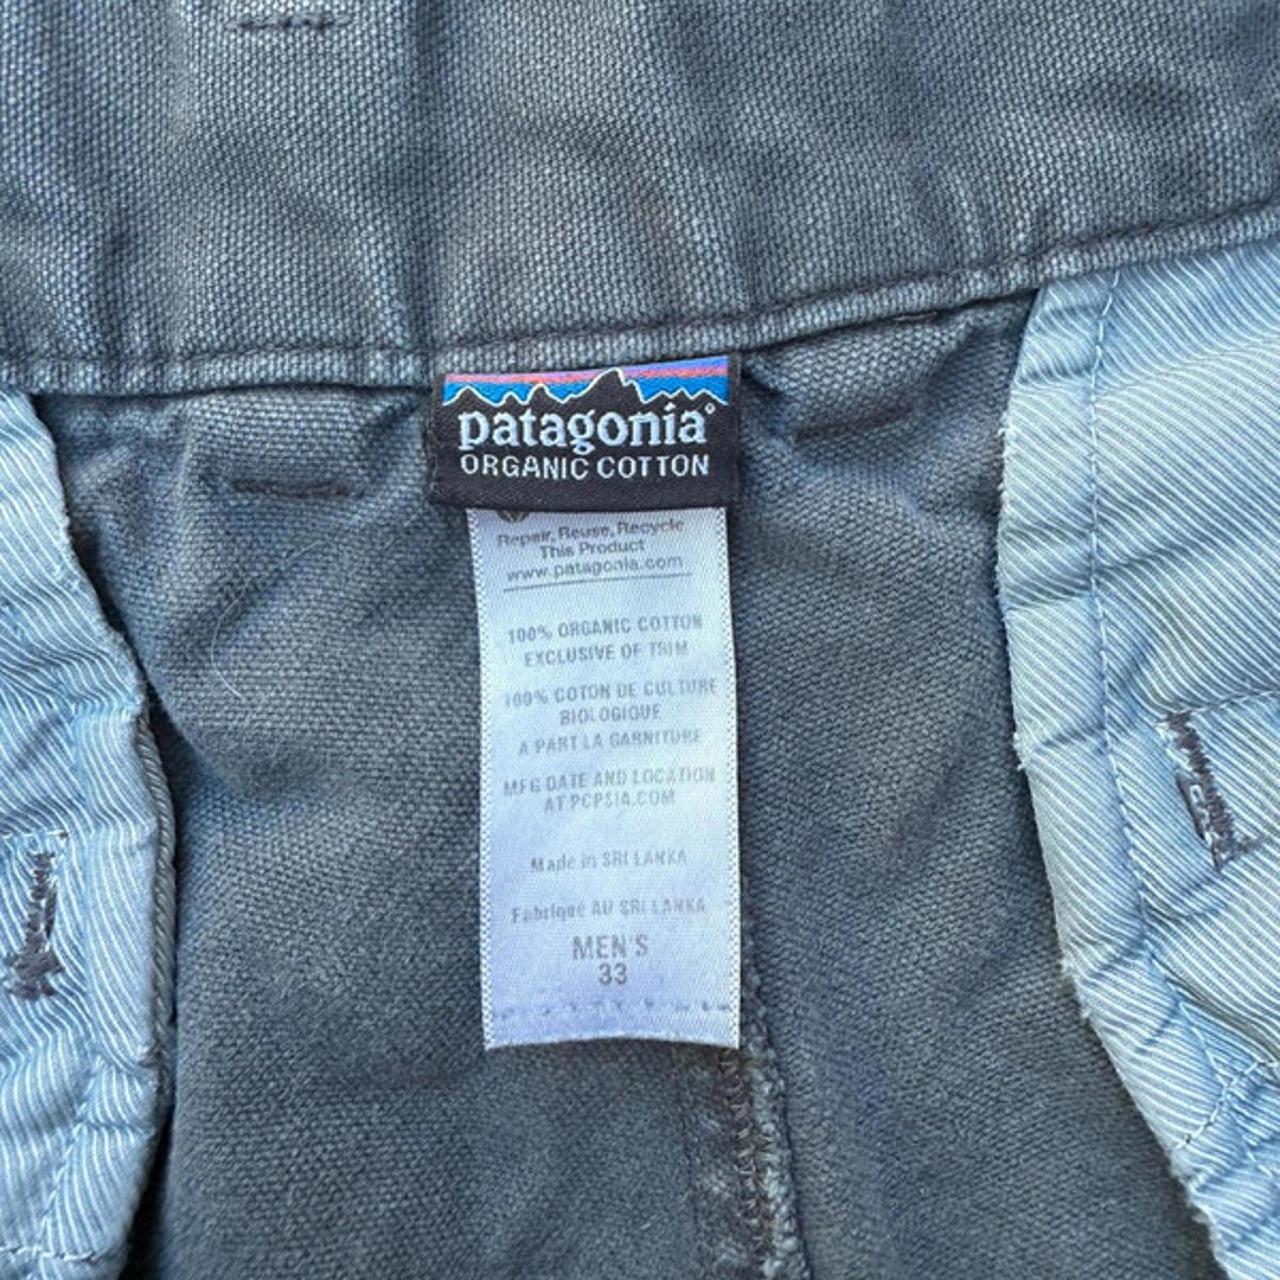 patagonia®
ORGANIC COTTON
Repair, Reuse, Recycle
This Product
www.patagonia.com
100% ORGANIC COTTON
EXCLUSIVE OF TRIM
100% COTON DE CULTURE
BIOLOGIQUE
A PART LA GARNITURE
MFG DATE AND LOCATION
AT PCPSIA.COM
Made in SRI LANKA
Fabriqué AU SRI LANKA
MEN'S
33